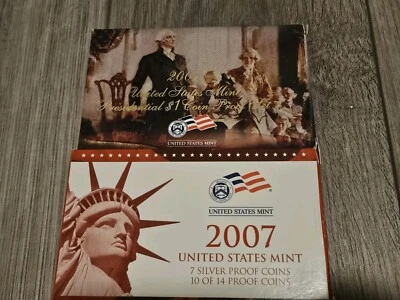 United States Mint
Presidential $1 Coin Proof Set
UNITED STATES MINT
UNITED STATES MINT
2007
UNITED STATES MINT
7 SILVER PROOF COINS
10 OF 14 PROOF COINS